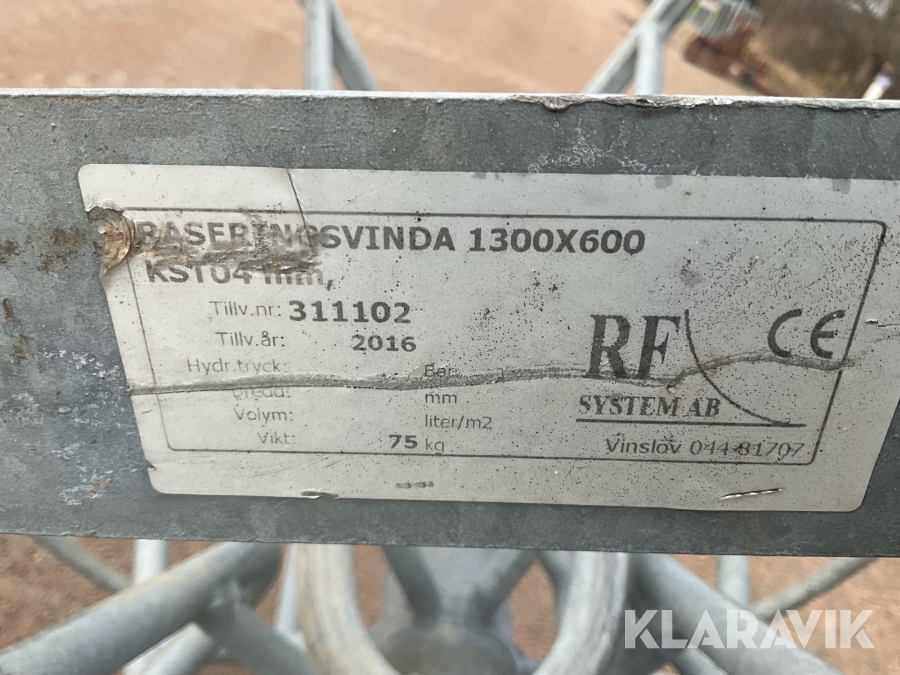 RASERINGSVINDA 1300X600
KST04 mm,
Tillv.nr: 311102
Tillv.år: 2016
Hydr.tryck: Bar
Bredd: mm
Volym: liter/m2
Vikt: 75 kg
RF
SYSTEM AB
CE
Vinslöv 044-81707
KLARAVIK